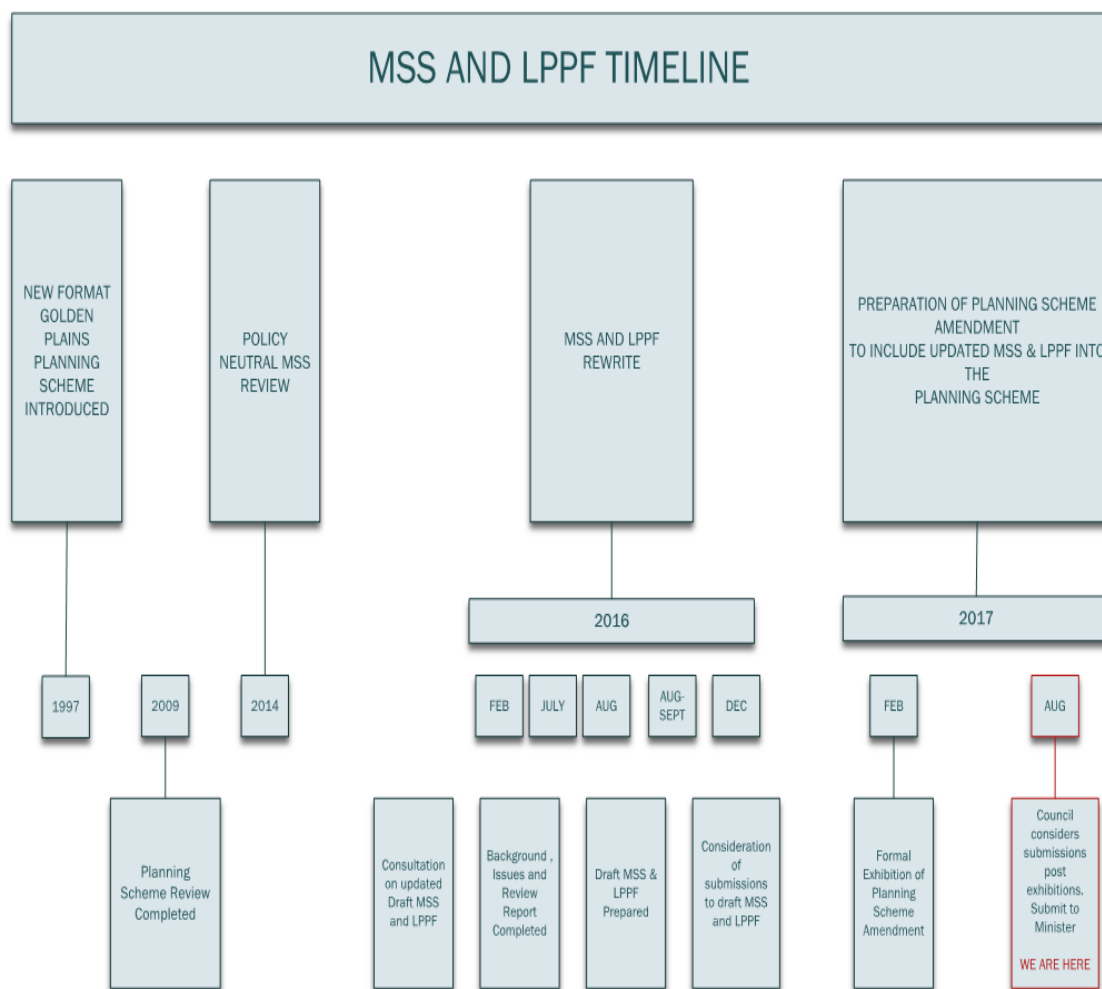 MSS AND LPPF TIMELINE
NEW FORMAT
GOLDEN
PLAINS
PLANNING
SCHEME
INTRODUCED
POLICY
NEUTRAL MSS
REVIEW
MSS AND LPPF
REWRITE
PREPARATION OF PLANNING SCHEME
AMENDMENT
TO INCLUDE UPDATED MSS & LPPF INTO
THE
PLANNING SCHEME
2016
2017
1997
2009
2014
FEB
JULY
AUG
AUG-
SEPT
DEC
FEB
AUG
Planning
Scheme Review
Completed
Consultation
on updated
Draft MSS
and LPPF
Background ,
Issues and
Review
Report
Completed
Draft MSS &
LPPF
Prepared
Consideration
of
submissions
to draft MSS
and LPPF
Formal
Exhibition of
Planning
Scheme
Amendment
Council
considers
submissions
post
exhibitions.
Submit to
Minister
WE ARE HERE